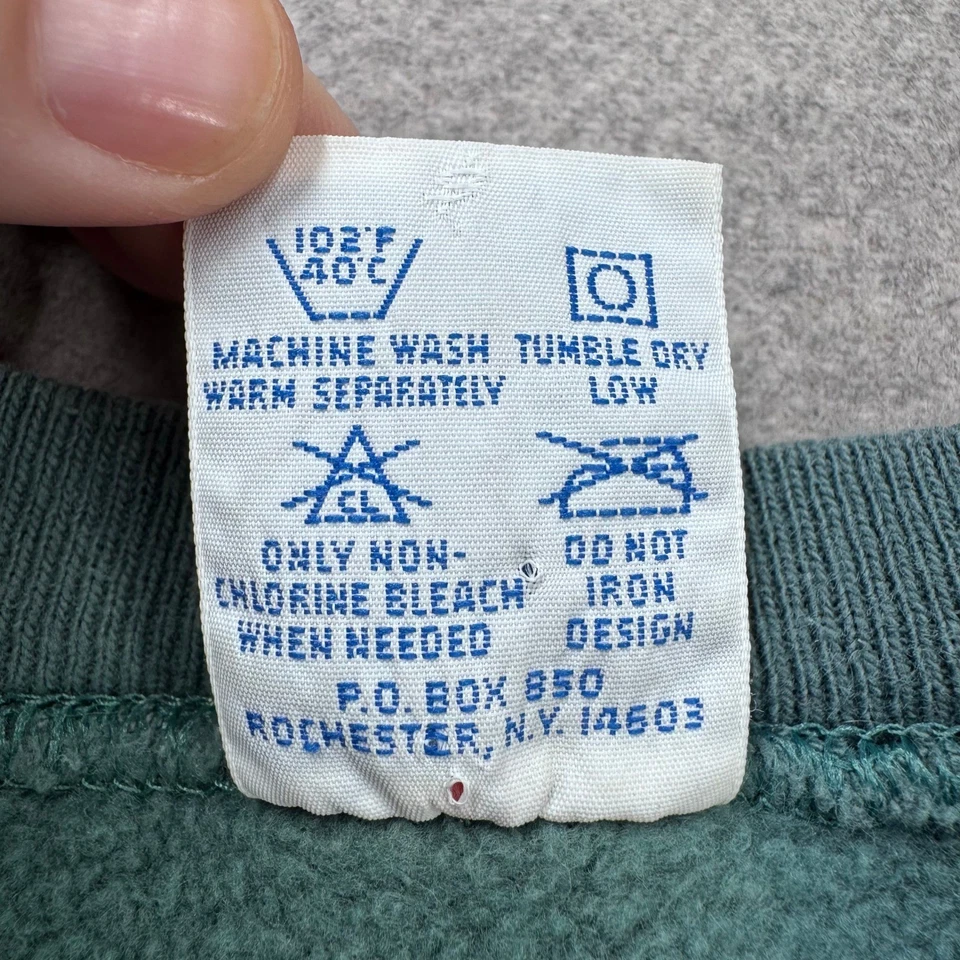 102°F
40°C
MACHINE WASH
WARM SEPARATELY
TUMBLE DRY
LOW
CL
ONLY NON-
CHLORINE BLEACH
WHEN NEEDED
DO NOT
IRON
DESIGN
P.O. BOX 850
ROCHESTER, N.Y. 14603